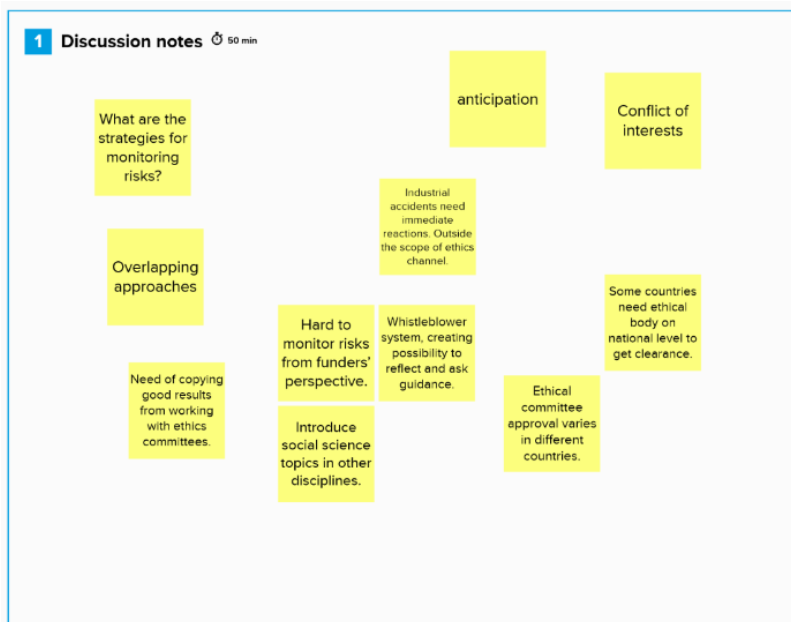 1 Discussion notes 50 min
anticipation
Conflict of
interests
What are the
strategies for
monitoring
risks?
Industrial
accidents need
immediate
reactions. Outside
the scope of ethics
channel.
Overlapping
approaches
Some countries
need ethical
body on
national level to
get clearance.
Hard to
monitor risks
from funders'
perspective.
Whistleblower
system, creating
possibility to
reflect and ask
guidance.
Need of copying
good results
from working
with ethics
committees.
Ethical
committee
approval varies
in different
countries.
Introduce
social science
topics in other
disciplines.